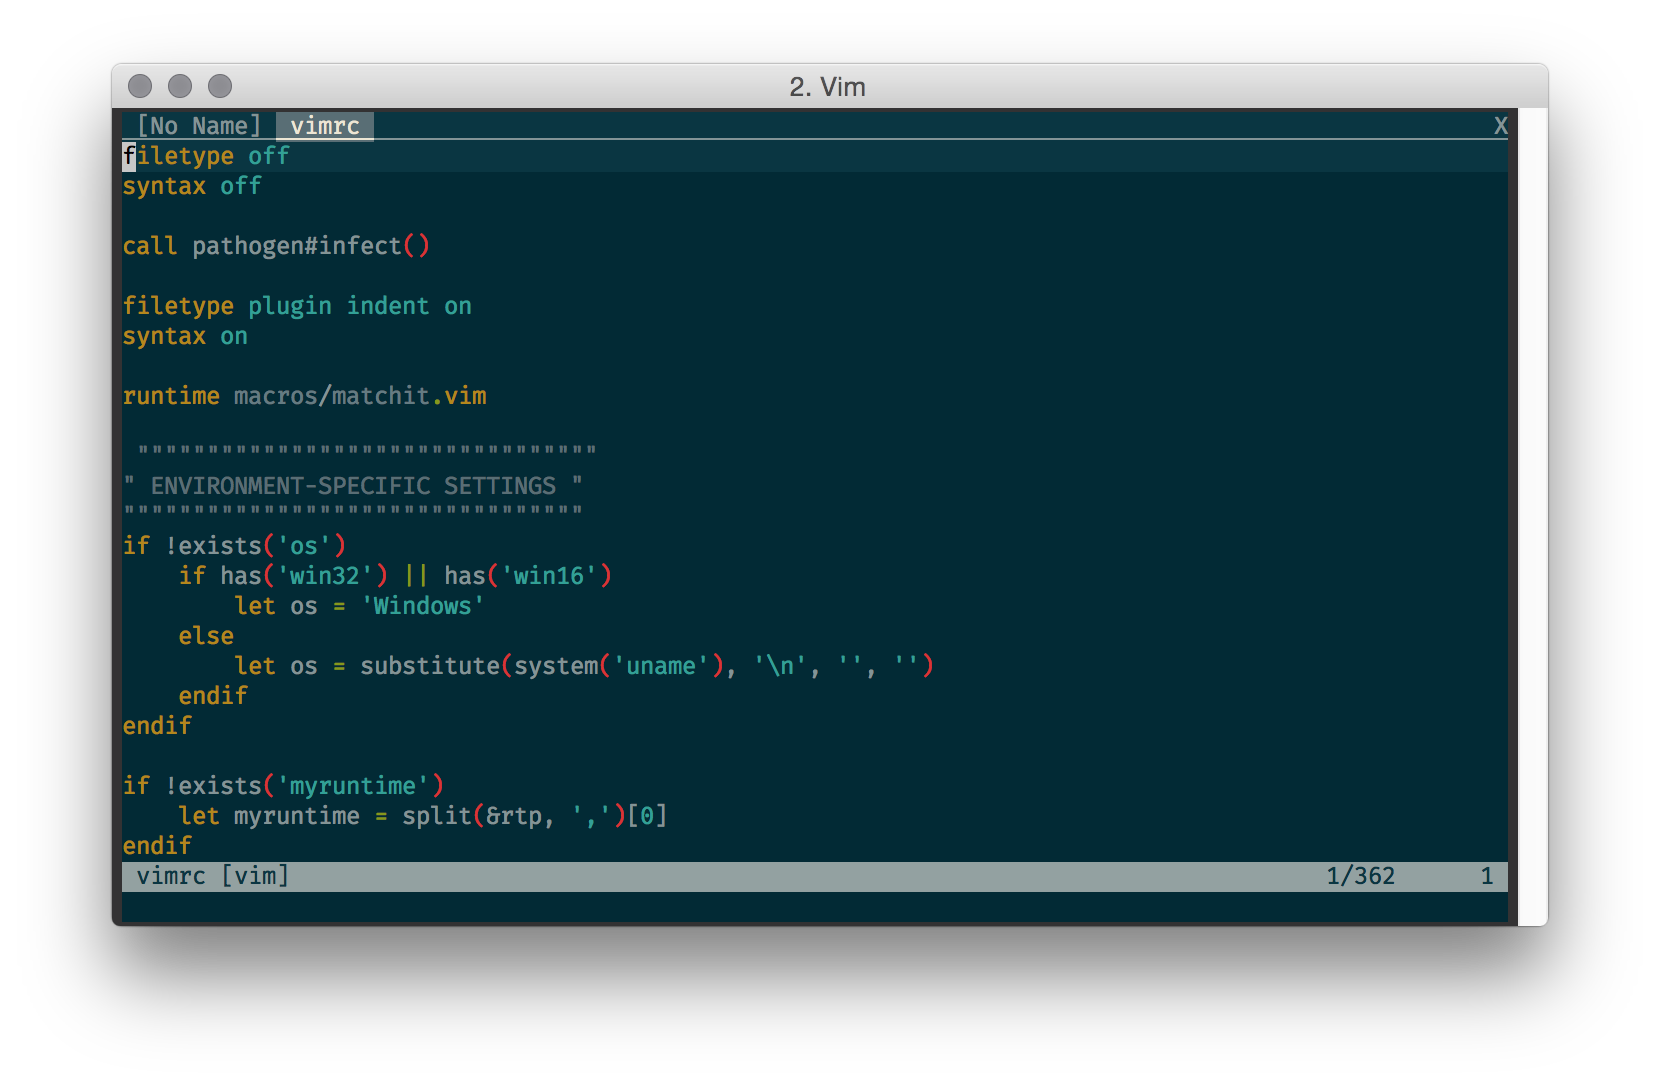 2. Vim
[No Name] vimrc X
filetype off
syntax off
call pathogen#infect()
filetype plugin indent on
syntax on
runtime macros/matchit.vim
"""""""""""""""""""""""""""""""""
" ENVIRONMENT-SPECIFIC SETTINGS "
"""""""""""""""""""""""""""""""""
if !exists('os')
if has('win32') || has('win16')
let os = 'Windows'
else
let os = substitute(system('uname'), '\n', '', '')
endif
endif
if !exists('myruntime')
let myruntime = split(&rtp, ',')[0]
endif
vimrc [vim] 1/362 1